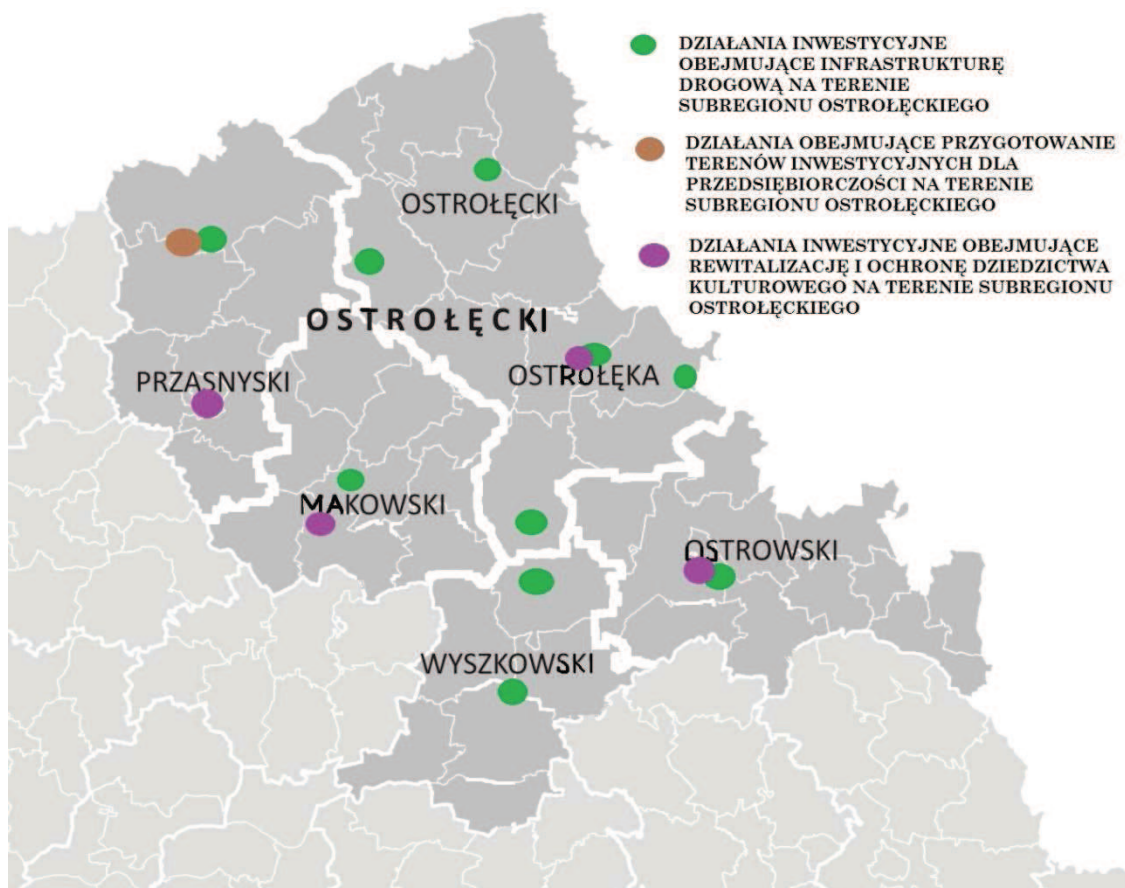 DZIAŁANIA INWESTYCYJNE
OBEJMUJĄCE INFRASTRUKTURĘ
DROGOWĄ NA TERENIE
SUBREGIONU OSTROŁĘCKIEGO
DZIAŁANIA OBEJMUJĄCE PRZYGOTOWANIE
TERENÓW INWESTYCYJNYCH DLA
PRZEDSIĘBIORCZOŚCI NA TERENIE
SUBREGIONU OSTROŁĘCKIEGO
DZIAŁANIA INWESTYCYJNE OBEJMUJĄCE
REWITALIZACJĘ I OCHRONĘ DZIEDZICTWA
KULTUROWEGO NA TERENIE SUBREGIONU
OSTROŁĘCKIEGO
OSTROŁĘCKI
OSTROŁĘCKI
OSTROŁĘKA
PRZASNYSKI
MAKOWSKI
OSTROWSKI
WYSZKOWSKI